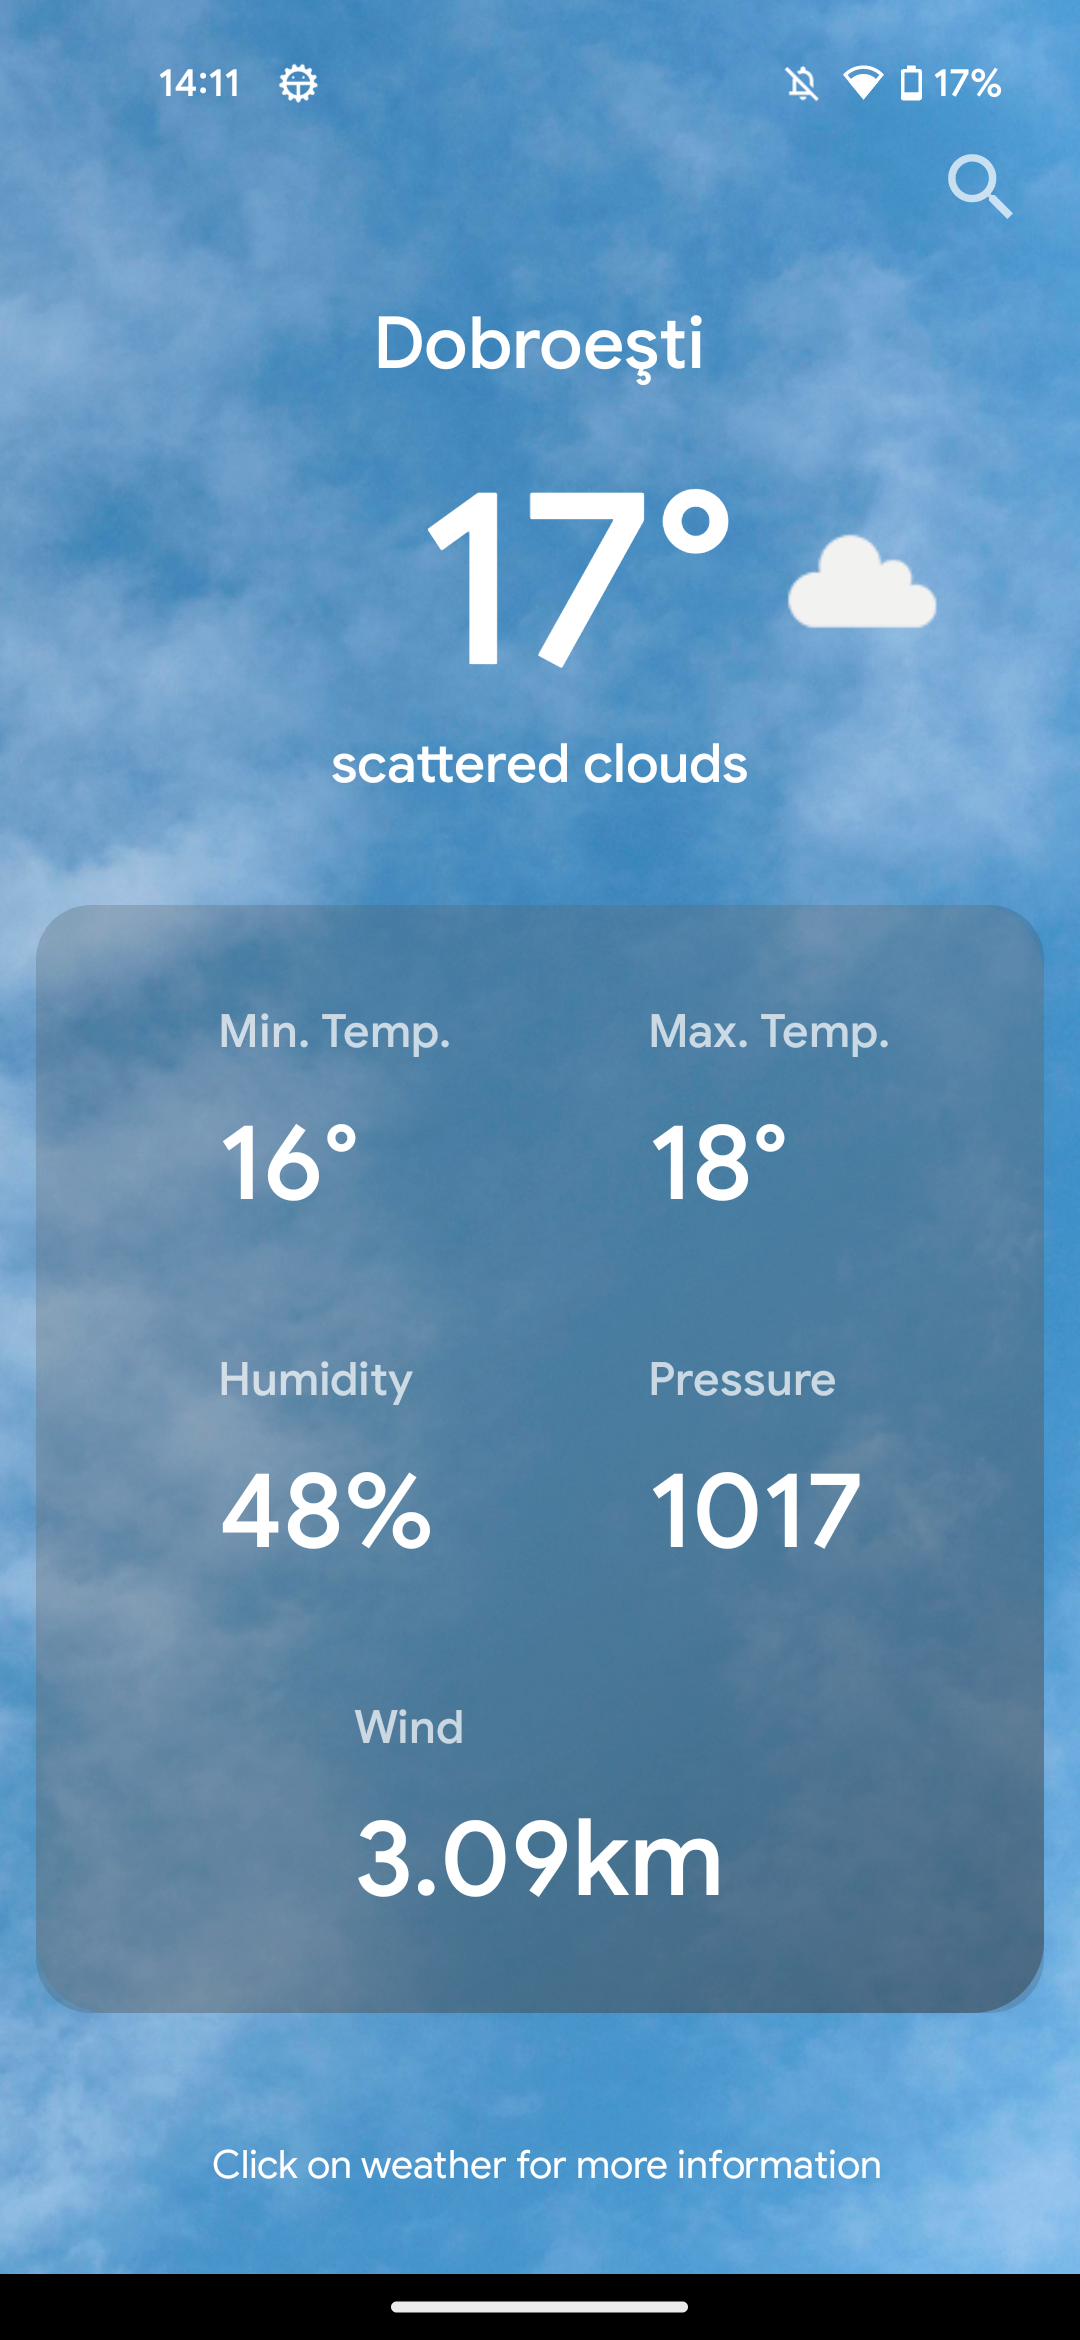 14:11 17%
Dobroeşti
17°
scattered clouds
Min. Temp. Max. Temp.
16° 18°
Humidity Pressure
48% 1017
Wind
3.09km
Click on weather for more information